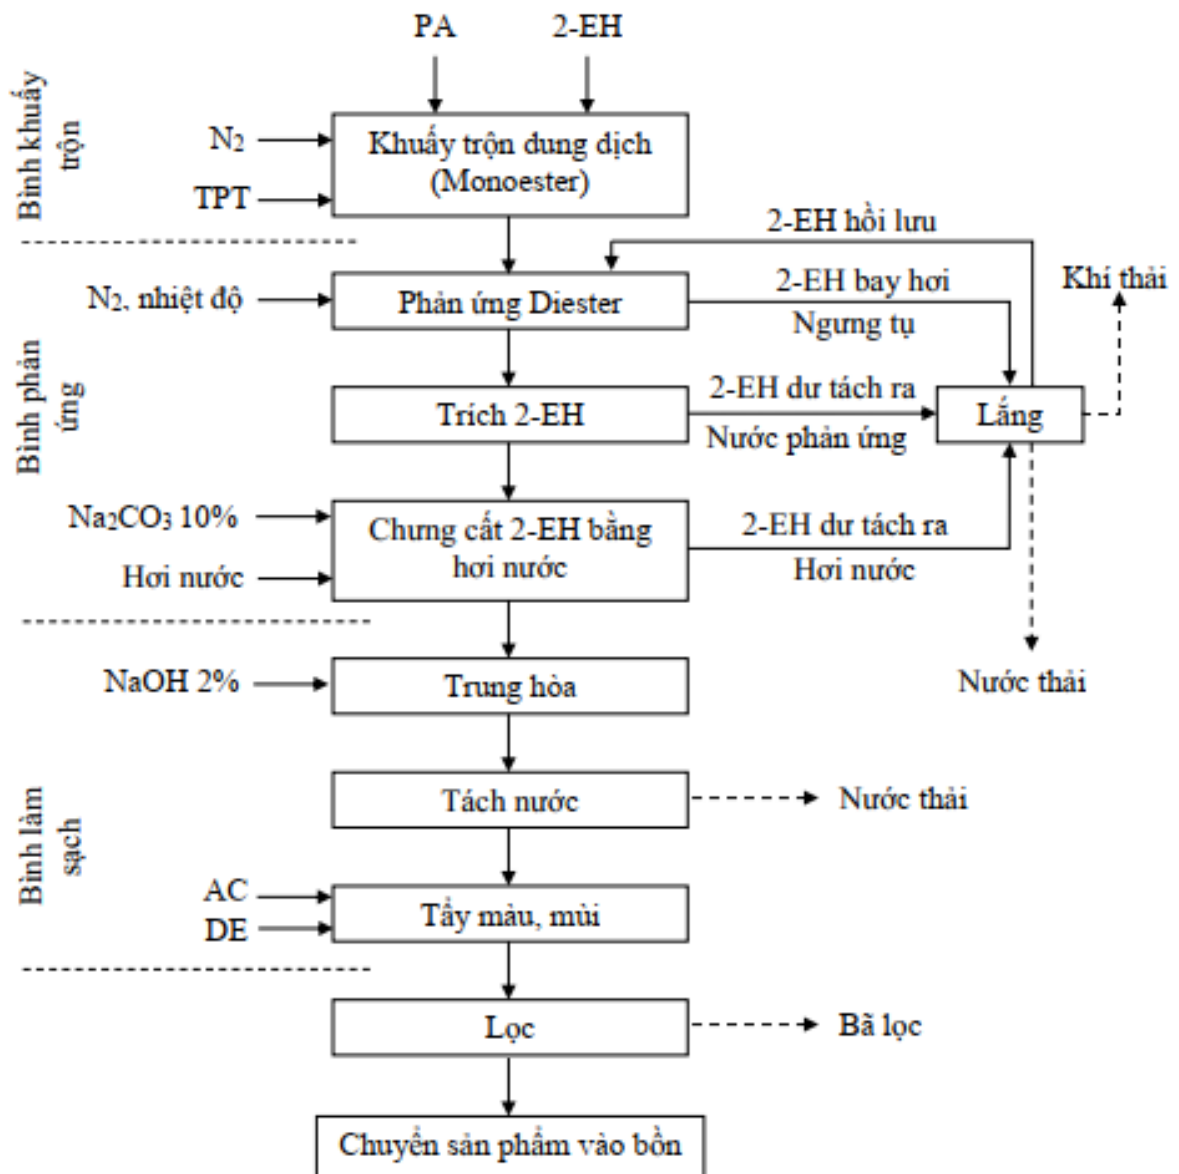 PA
2-EH
Bình khuấy
trộn
N2
TPT
Khuấy trộn dung dịch
(Monoester)
2-EH hồi lưu
N2, nhiệt độ
Phản ứng Diester
2-EH bay hơi
Ngưng tụ
Khí thải
Bình phản
ứng
Trích 2-EH
2-EH dư tách ra
Nước phản ứng
Lắng
Na2CO3 10%
Hơi nước
Chưng cất 2-EH bằng
hơi nước
2-EH dư tách ra
Hơi nước
NaOH 2%
Trung hòa
Nước thải
Bình làm
sạch
Tách nước
Nước thải
AC
DE
Tẩy màu, mùi
Lọc
Bã lọc
Chuyển sản phẩm vào bồn